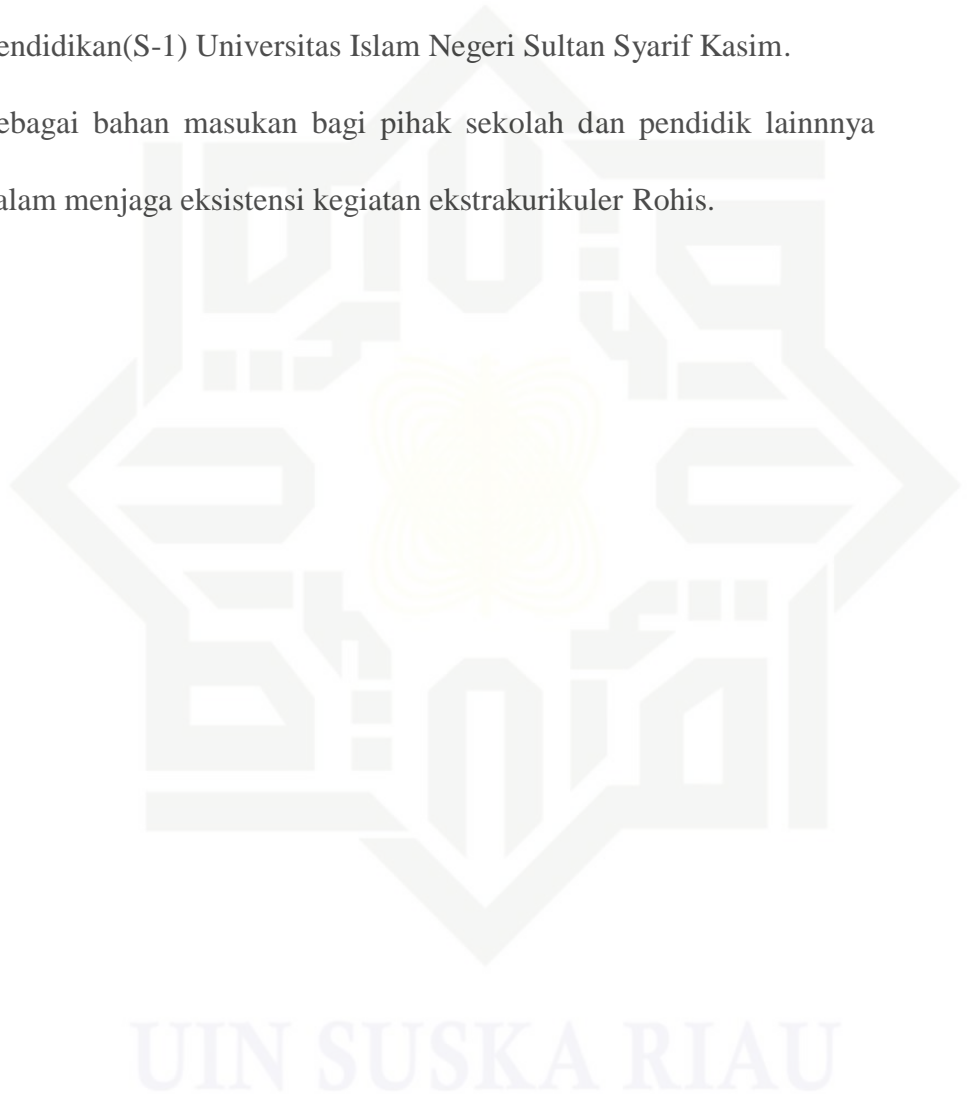 endidikan(S-1) Universitas Islam Negeri Sultan Syarif Kasim.
ebagai bahan masukan bagi pihak sekolah dan pendidik lainnnya
alam menjaga eksistensi kegiatan ekstrakurikuler Rohis.
UIN SUSKA RIAU